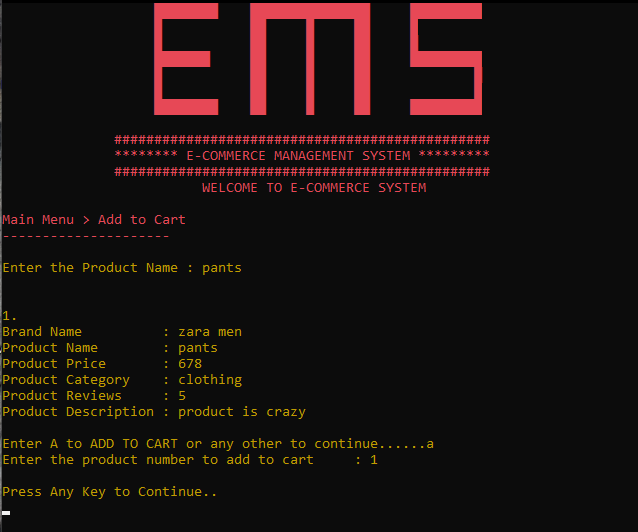 EMS
###############################################
******** E-COMMERCE MANAGEMENT SYSTEM *********
###############################################
WELCOME TO E-COMMERCE SYSTEM
Main Menu > Add to Cart
---------------------
Enter the Product Name : pants
1.
Brand Name          : zara men
Product Name        : pants
Product Price       : 678
Product Category    : clothing
Product Reviews     : 5
Product Description : product is crazy
Enter A to ADD TO CART or any other to continue......a
Enter the product number to add to cart     : 1
Press Any Key to Continue..